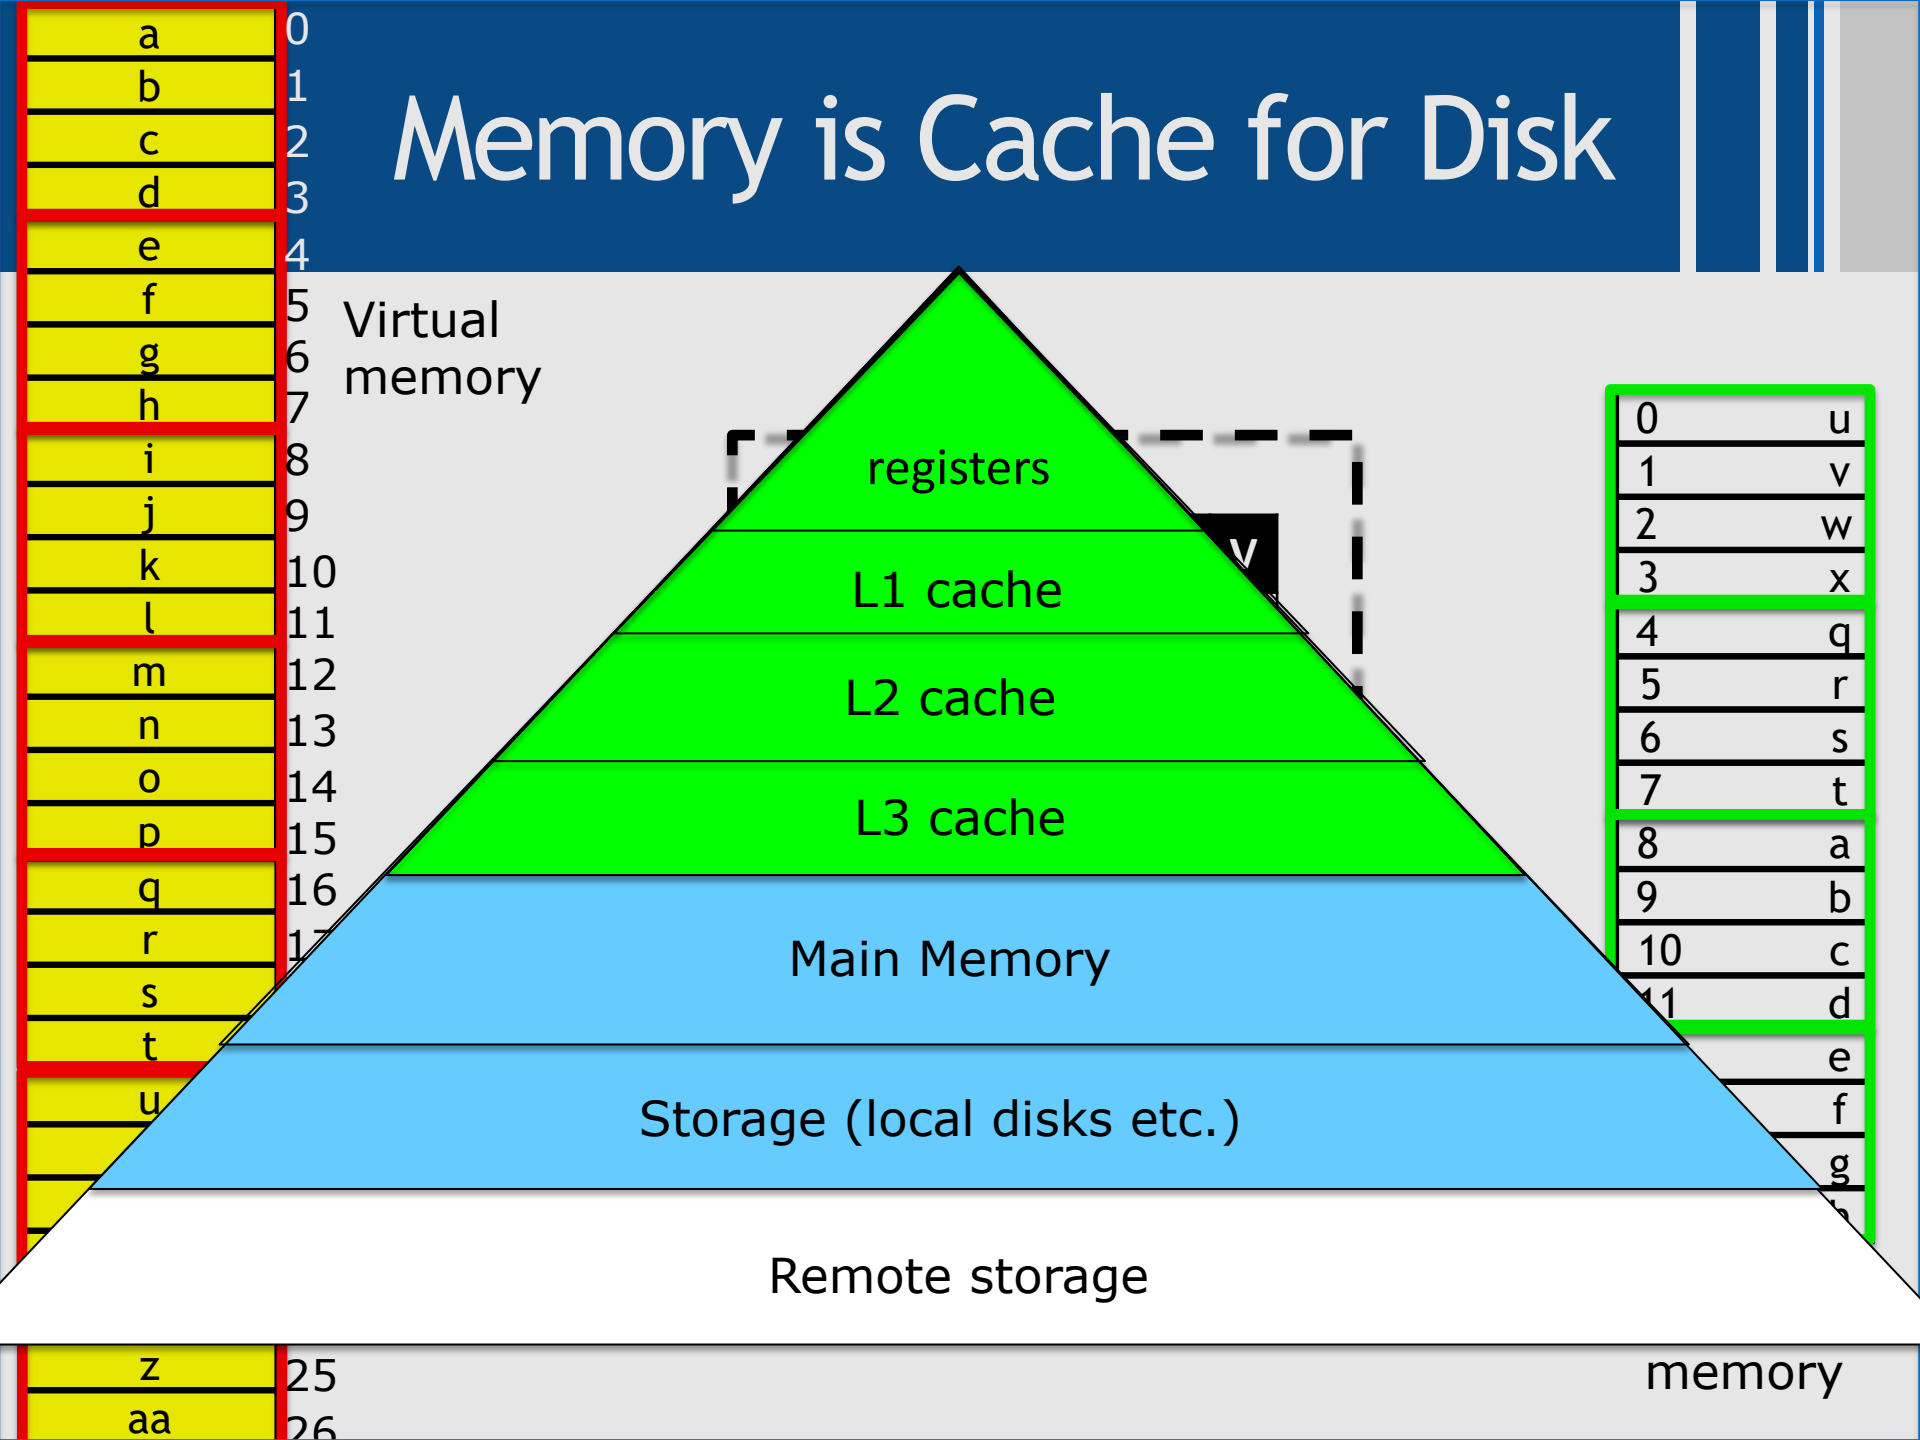 Memory is Cache for Disk
a 0
b 1
c 2
d 3
e 4
f 5
g 6
h 7
i 8
j 9
k 10
l 11
m 12
n 13
o 14
p 15
q 16
r
s
t
u
z 25
aa 26
Virtual
memory
registers
L1 cache
L2 cache
L3 cache
Main Memory
Storage (local disks etc.)
Remote storage
0 u
1 v
2 w
3 x
4 q
5 r
6 s
7 t
8 a
9 b
10 c
11 d
e
f
g
memory